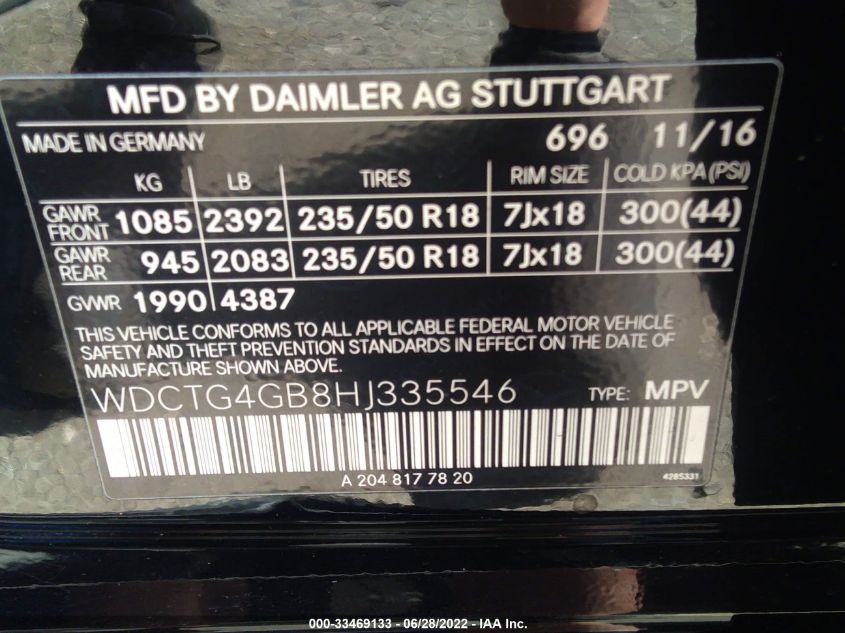 MFD BY DAIMLER AG STUTTGART
MADE IN GERMANY 696 11/16
KG LB TIRES RIM SIZE COLD KPA (PSI)
GAWR FRONT 1085 2392 235/50 R18 7Jx18 300(44)
GAWR REAR 945 2083 235/50 R18 7Jx18 300(44)
GVWR 1990 4387
THIS VEHICLE CONFORMS TO ALL APPLICABLE FEDERAL MOTOR VEHICLE
SAFETY AND THEFT PREVENTION STANDARDS IN EFFECT ON THE DATE OF
MANUFACTURE SHOWN ABOVE.
WDCTG4GB8HJ335546 TYPE: MPV
A 204 817 78 20 4285331
000-33469133 - 06/28/2022 - IAA Inc.